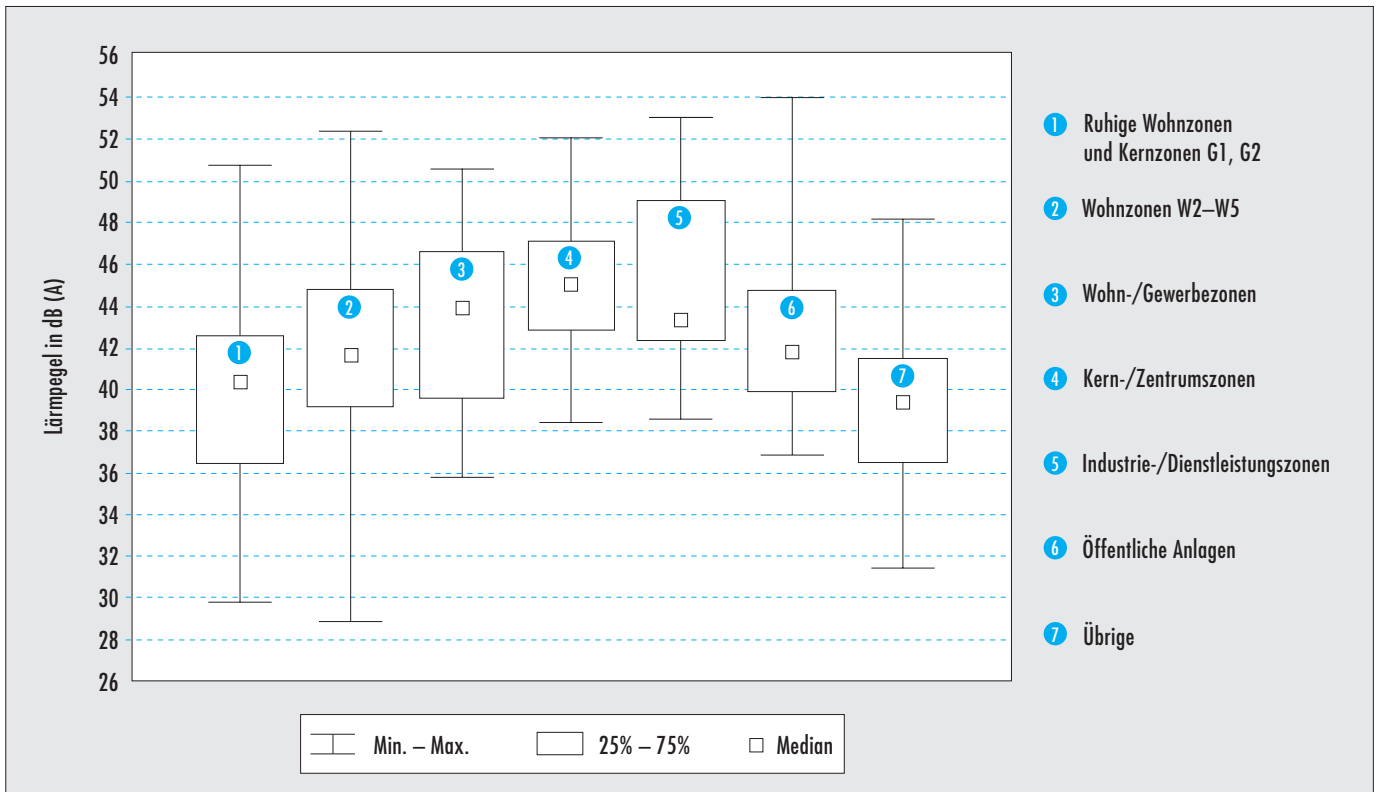 Lärmpegel in dB (A)
56
54
52
50
48
46
44
42
40
38
36
34
32
30
28
26
1
2
3
4
5
6
7
1 Ruhige Wohnzonen
und Kernzonen G1, G2
2 Wohnzonen W2–W5
3 Wohn-/Gewerbezonen
4 Kern-/Zentrumszonen
5 Industrie-/Dienstleistungszonen
6 Öffentliche Anlagen
7 Übrige
Min. – Max. 25% – 75% Median